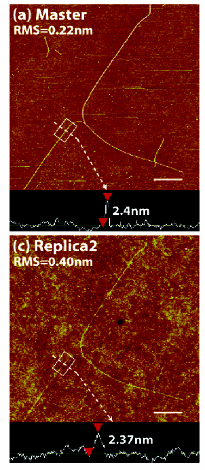 (a) Master
RMS=0.22nm
2.4nm
(c) Replica2
RMS=0.40nm
2.37nm